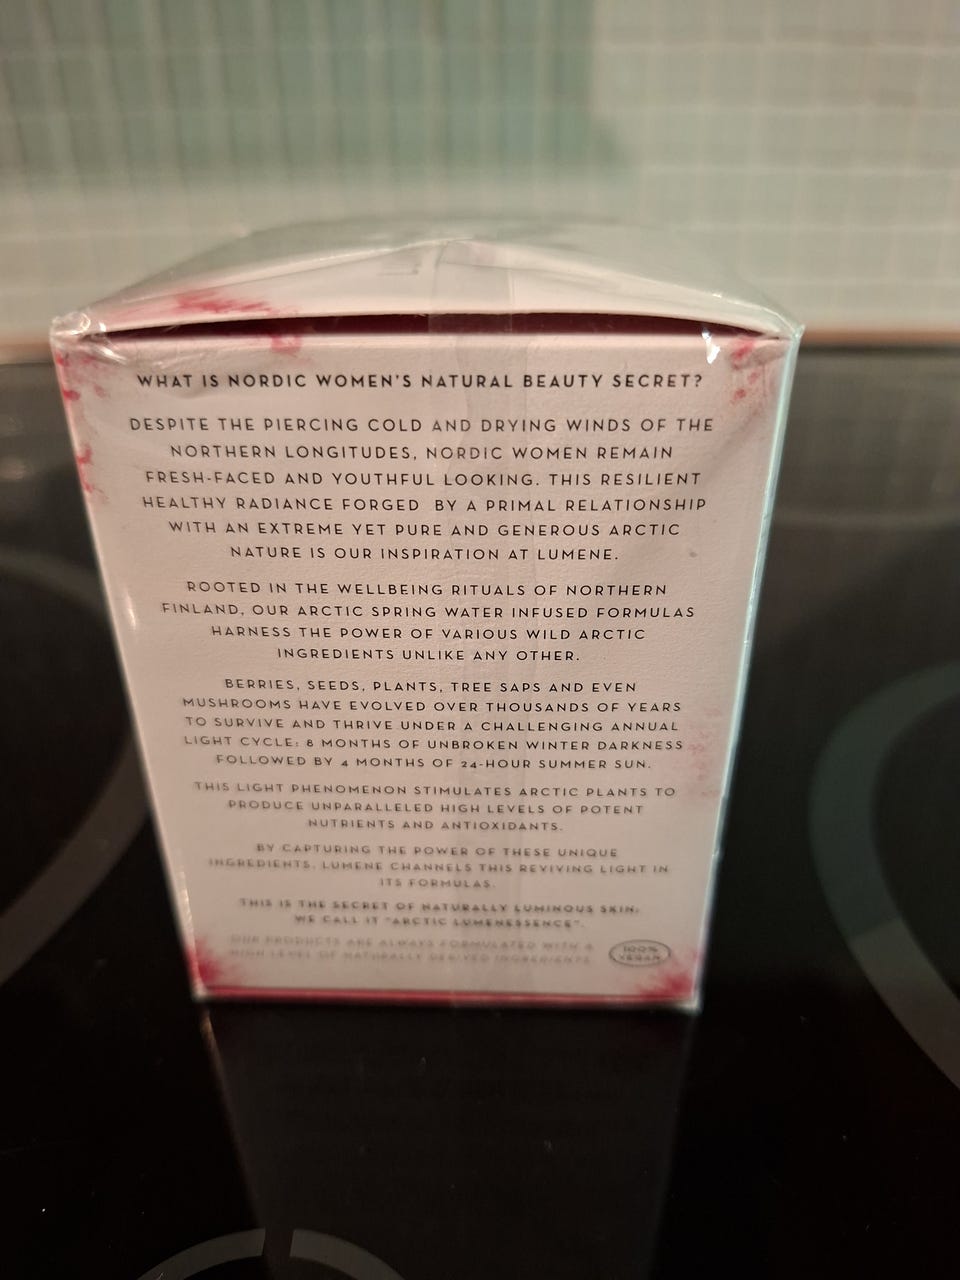 WHAT IS NORDIC WOMEN'S NATURAL BEAUTY SECRET?
DESPITE THE PIERCING COLD AND DRYING WINDS OF THE
NORTHERN LONGITUDES, NORDIC WOMEN REMAIN
FRESH-FACED AND YOUTHFUL LOOKING. THIS RESILIENT
HEALTHY RADIANCE FORGED BY A PRIMAL RELATIONSHIP
WITH AN EXTREME YET PURE AND GENEROUS ARCTIC
NATURE IS OUR INSPIRATION AT LUMENE.
ROOTED IN THE WELLBEING RITUALS OF NORTHERN
FINLAND, OUR ARCTIC SPRING WATER INFUSED FORMULAS
HARNESS THE POWER OF VARIOUS WILD ARCTIC
INGREDIENTS UNLIKE ANY OTHER.
BERRIES, SEEDS, PLANTS, TREE SAPS AND EVEN
MUSHROOMS HAVE EVOLVED OVER THOUSANDS OF YEARS
TO SURVIVE AND THRIVE UNDER A CHALLENGING ANNUAL
LIGHT CYCLE: 8 MONTHS OF UNBROKEN WINTER DARKNESS
FOLLOWED BY 4 MONTHS OF 24-HOUR SUMMER SUN.
THIS LIGHT PHENOMENON STIMULATES ARCTIC PLANTS TO
PRODUCE UNPARALLELED HIGH LEVELS OF POTENT
NUTRIENTS AND ANTIOXIDANTS.
BY CAPTURING THE POWER OF THESE UNIQUE
INGREDIENTS, LUMENE CHANNELS THIS REVIVING LIGHT IN
ITS FORMULAS.
THIS IS THE SECRET OF NATURALLY LUMINOUS SKIN:
WE CALL IT "ARCTIC LUMENESSENCE".
OUR PRODUCTS ARE ALWAYS FORMULATED WITH A
HIGH LEVEL OF NATURALLY DERIVED INGREDIENTS
100%
VEGAN